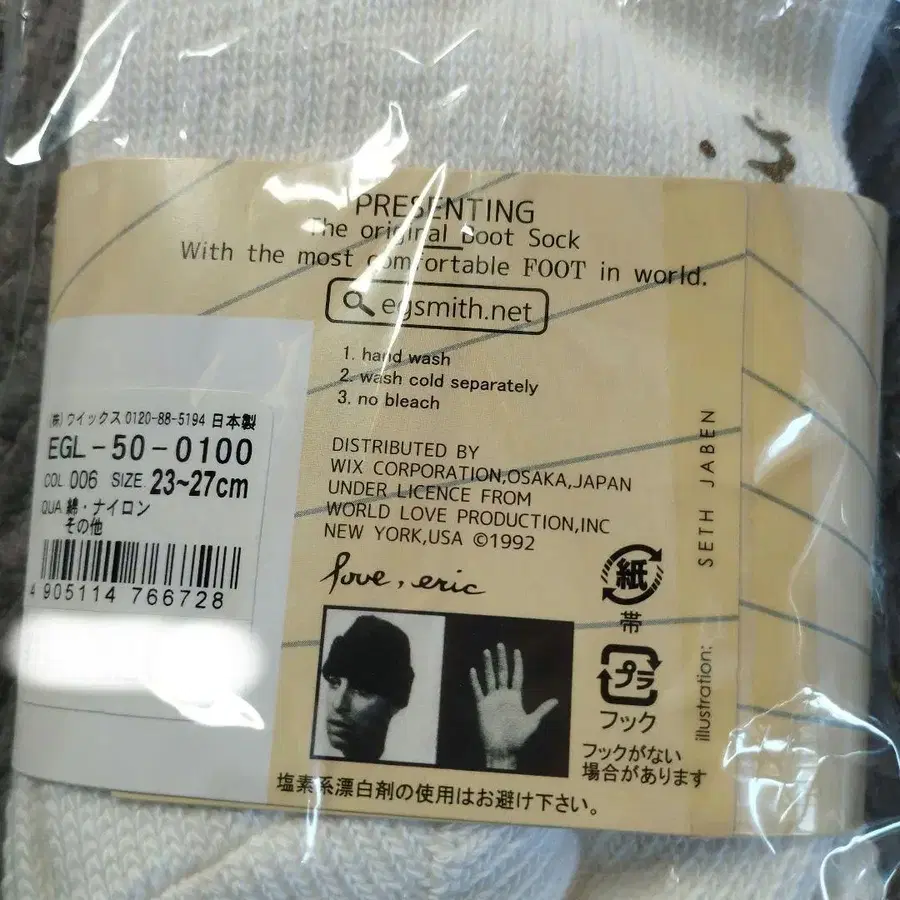 PRESENTING
The original Boot Sock
With the most comfortable FOOT in world.
egsmith.net
1. hand wash
2. wash cold separately
3. no bleach
(株)ウイックス 0120-88-5194 日本製
EGL-50-0100
COL 006 SIZE 23~27cm
QUA.綿・ナイロン
その他
4 905114 766728
DISTRIBUTED BY
WIX CORPORATION,OSAKA,JAPAN
UNDER LICENCE FROM
WORLD LOVE PRODUCTION,INC
NEW YORK,USA ©1992
love, eric
紙
帯
プラ
フック
フックがない
場合があります
illustration; SETH JABEN
塩素系漂白剤の使用はお避け下さい。